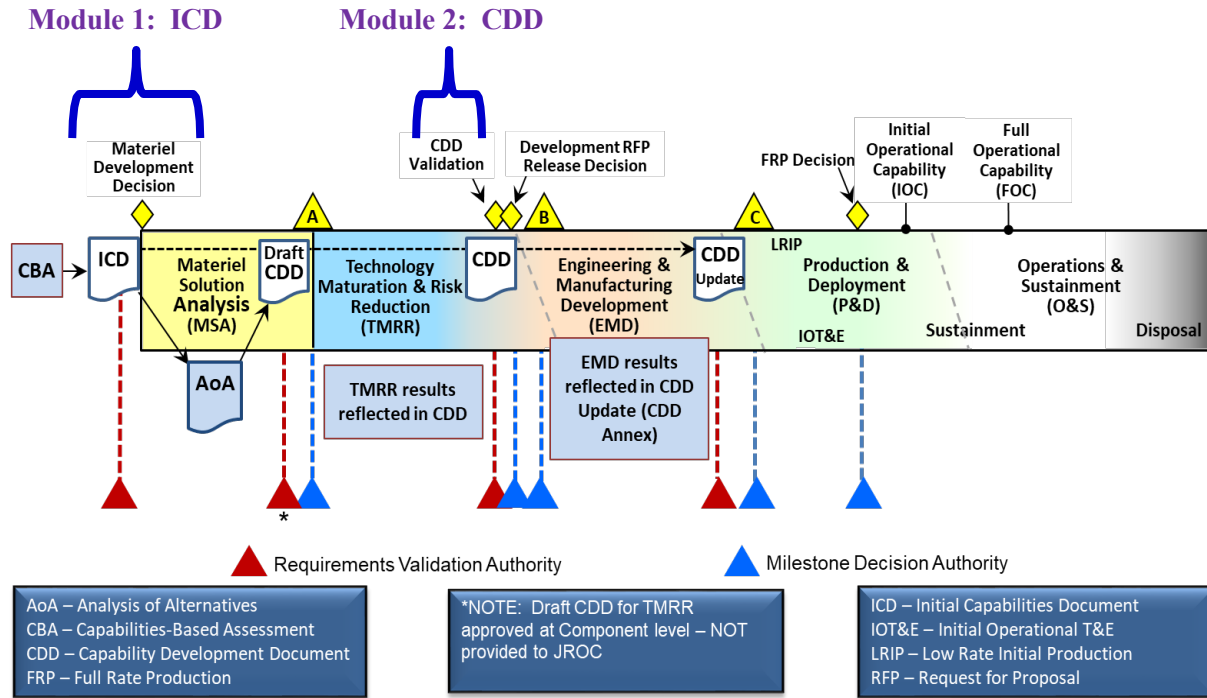 Module 1:  ICD
Module 2:  CDD
Materiel
Development
Decision
CDD
Validation
Development RFP
Release Decision
FRP Decision
Initial
Operational
Capability
(IOC)
Full
Operational
Capability
(FOC)
A
B
C
CBA
ICD
Materiel
Solution
Analysis
(MSA)
Draft
CDD
Technology
Maturation & Risk
Reduction
(TMRR)
CDD
Engineering &
Manufacturing
Development
(EMD)
CDD
Update
LRIP
Production &
Deployment
(P&D)
IOT&E
Sustainment
Operations &
Sustainment
(O&S)
Disposal
AoA
TMRR results
reflected in CDD
EMD results
reflected in CDD
Update (CDD
Annex)
*
Requirements Validation Authority
Milestone Decision Authority
AoA – Analysis of Alternatives
CBA – Capabilities-Based Assessment
CDD – Capability Development Document
FRP – Full Rate Production
*NOTE:  Draft CDD for TMRR
approved at Component level – NOT
provided to JROC
ICD – Initial Capabilities Document
IOT&E – Initial Operational T&E
LRIP – Low Rate Initial Production
RFP – Request for Proposal